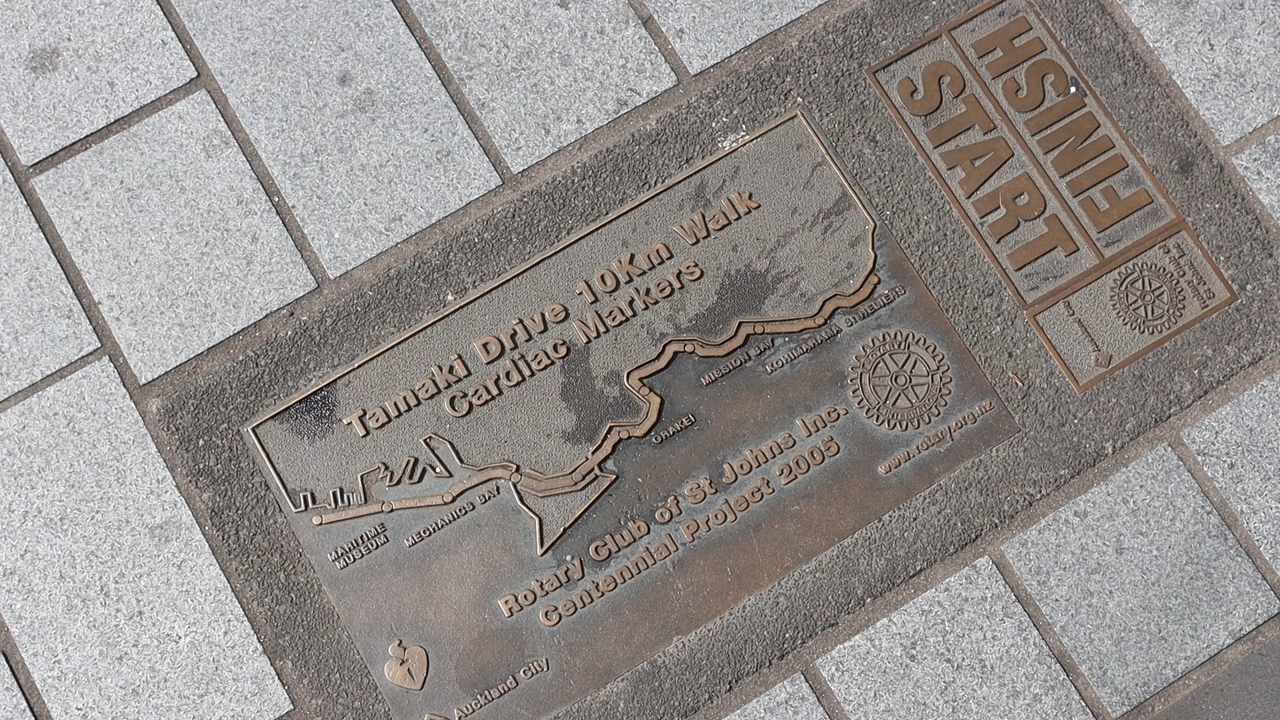 Tamaki Drive 10Km Walk
Cardiac Markers
MARITIME
MUSEUM
MECHANICS BAY
ORAKEI
MISSION BAY
KOHIMARAMA
St HELIERS
Rotary Club of St Johns Inc.
Centennial Project 2005
www.rotary.org.nz
Auckland City
START
FINISH